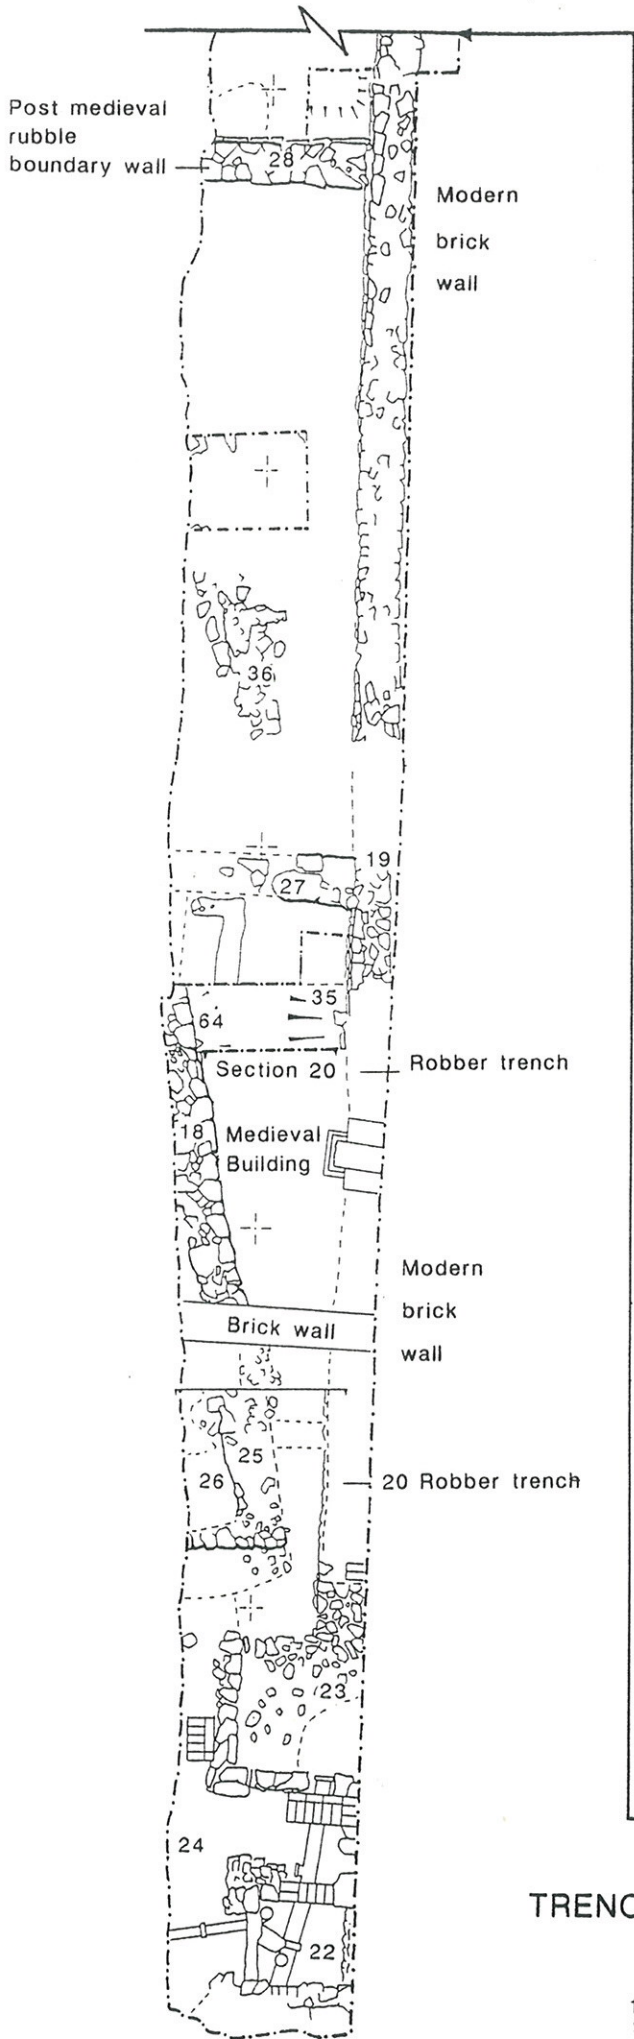 Post medieval
rubble
boundary wall
28
Modern
brick
wall
36
19
27
35
64
Section 20
Robber trench
18
Medieval
Building
Modern
brick
wall
Brick wall
25
26
20 Robber trench
23
24
22